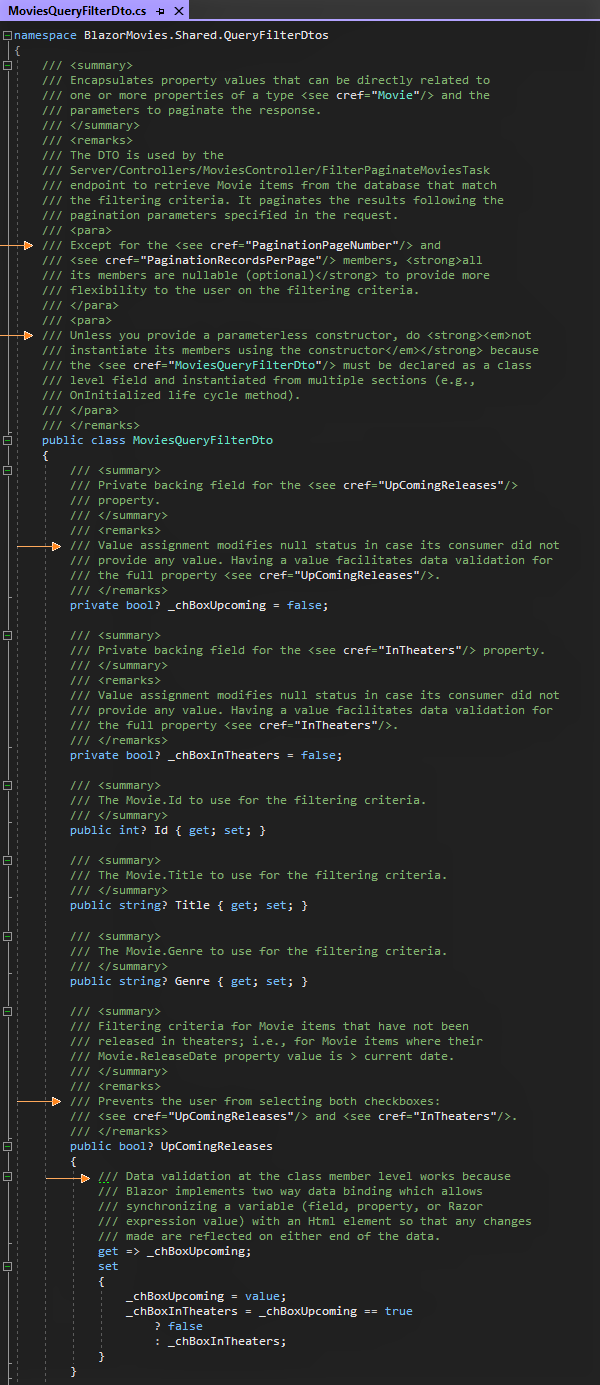 MoviesQueryFilterDto.cs
namespace BlazorMovies.Shared.QueryFilterDtos
{
/// <summary>
/// Encapsulates property values that can be directly related to
/// one or more properties of a type <see cref="Movie"/> and the
/// parameters to paginate the response.
/// </summary>
/// <remarks>
/// The DTO is used by the
/// Server/Controllers/MoviesController/FilterPaginateMoviesTask
/// endpoint to retrieve Movie items from the database that match
/// the filtering criteria. It paginates the results following the
/// pagination parameters specified in the request.
/// <para>
/// Except for the <see cref="PaginationPageNumber"/> and
/// <see cref="PaginationRecordsPerPage"/> members, <strong>all
/// its members are nullable (optional)</strong> to provide more
/// flexibility to the user on the filtering criteria.
/// </para>
/// <para>
/// Unless you provide a parameterless constructor, do <strong><em>not
/// instantiate its members using the constructor</em></strong> because
/// the <see cref="MoviesQueryFilterDto"/> must be declared as a class
/// level field and instantiated from multiple sections (e.g.,
/// OnInitialized life cycle method).
/// </para>
/// </remarks>
public class MoviesQueryFilterDto
{
/// <summary>
/// Private backing field for the <see cref="UpComingReleases"/>
/// property.
/// </summary>
/// <remarks>
/// Value assignment modifies null status in case its consumer did not
/// provide any value. Having a value facilitates data validation for
/// the full property <see cref="UpComingReleases"/>.
/// </remarks>
private bool? _chBoxUpcoming = false;
/// <summary>
/// Private backing field for the <see cref="InTheaters"/> property.
/// </summary>
/// <remarks>
/// Value assignment modifies null status in case its consumer did not
/// provide any value. Having a value facilitates data validation for
/// the full property <see cref="InTheaters"/>.
/// </remarks>
private bool? _chBoxInTheaters = false;
/// <summary>
/// The Movie.Id to use for the filtering criteria.
/// </summary>
public int? Id { get; set; }
/// <summary>
/// The Movie.Title to use for the filtering criteria.
/// </summary>
public string? Title { get; set; }
/// <summary>
/// The Movie.Genre to use for the filtering criteria.
/// </summary>
public string? Genre { get; set; }
/// <summary>
/// Filtering criteria for Movie items that have not been
/// released in theaters; i.e., for Movie items where their
/// Movie.ReleaseDate property value is > current date.
/// </summary>
/// <remarks>
/// Prevents the user from selecting both checkboxes:
/// <see cref="UpComingReleases"/> and <see cref="InTheaters"/>.
/// </remarks>
public bool? UpComingReleases
{
/// Data validation at the class member level works because
/// Blazor implements two way data binding which allows
/// synchronizing a variable (field, property, or Razor
/// expression value) with an Html element so that any changes
/// made are reflected on either end of the data.
get => _chBoxUpcoming;
set
{
_chBoxUpcoming = value;
_chBoxInTheaters = _chBoxUpcoming == true
? false
: _chBoxInTheaters;
}
}